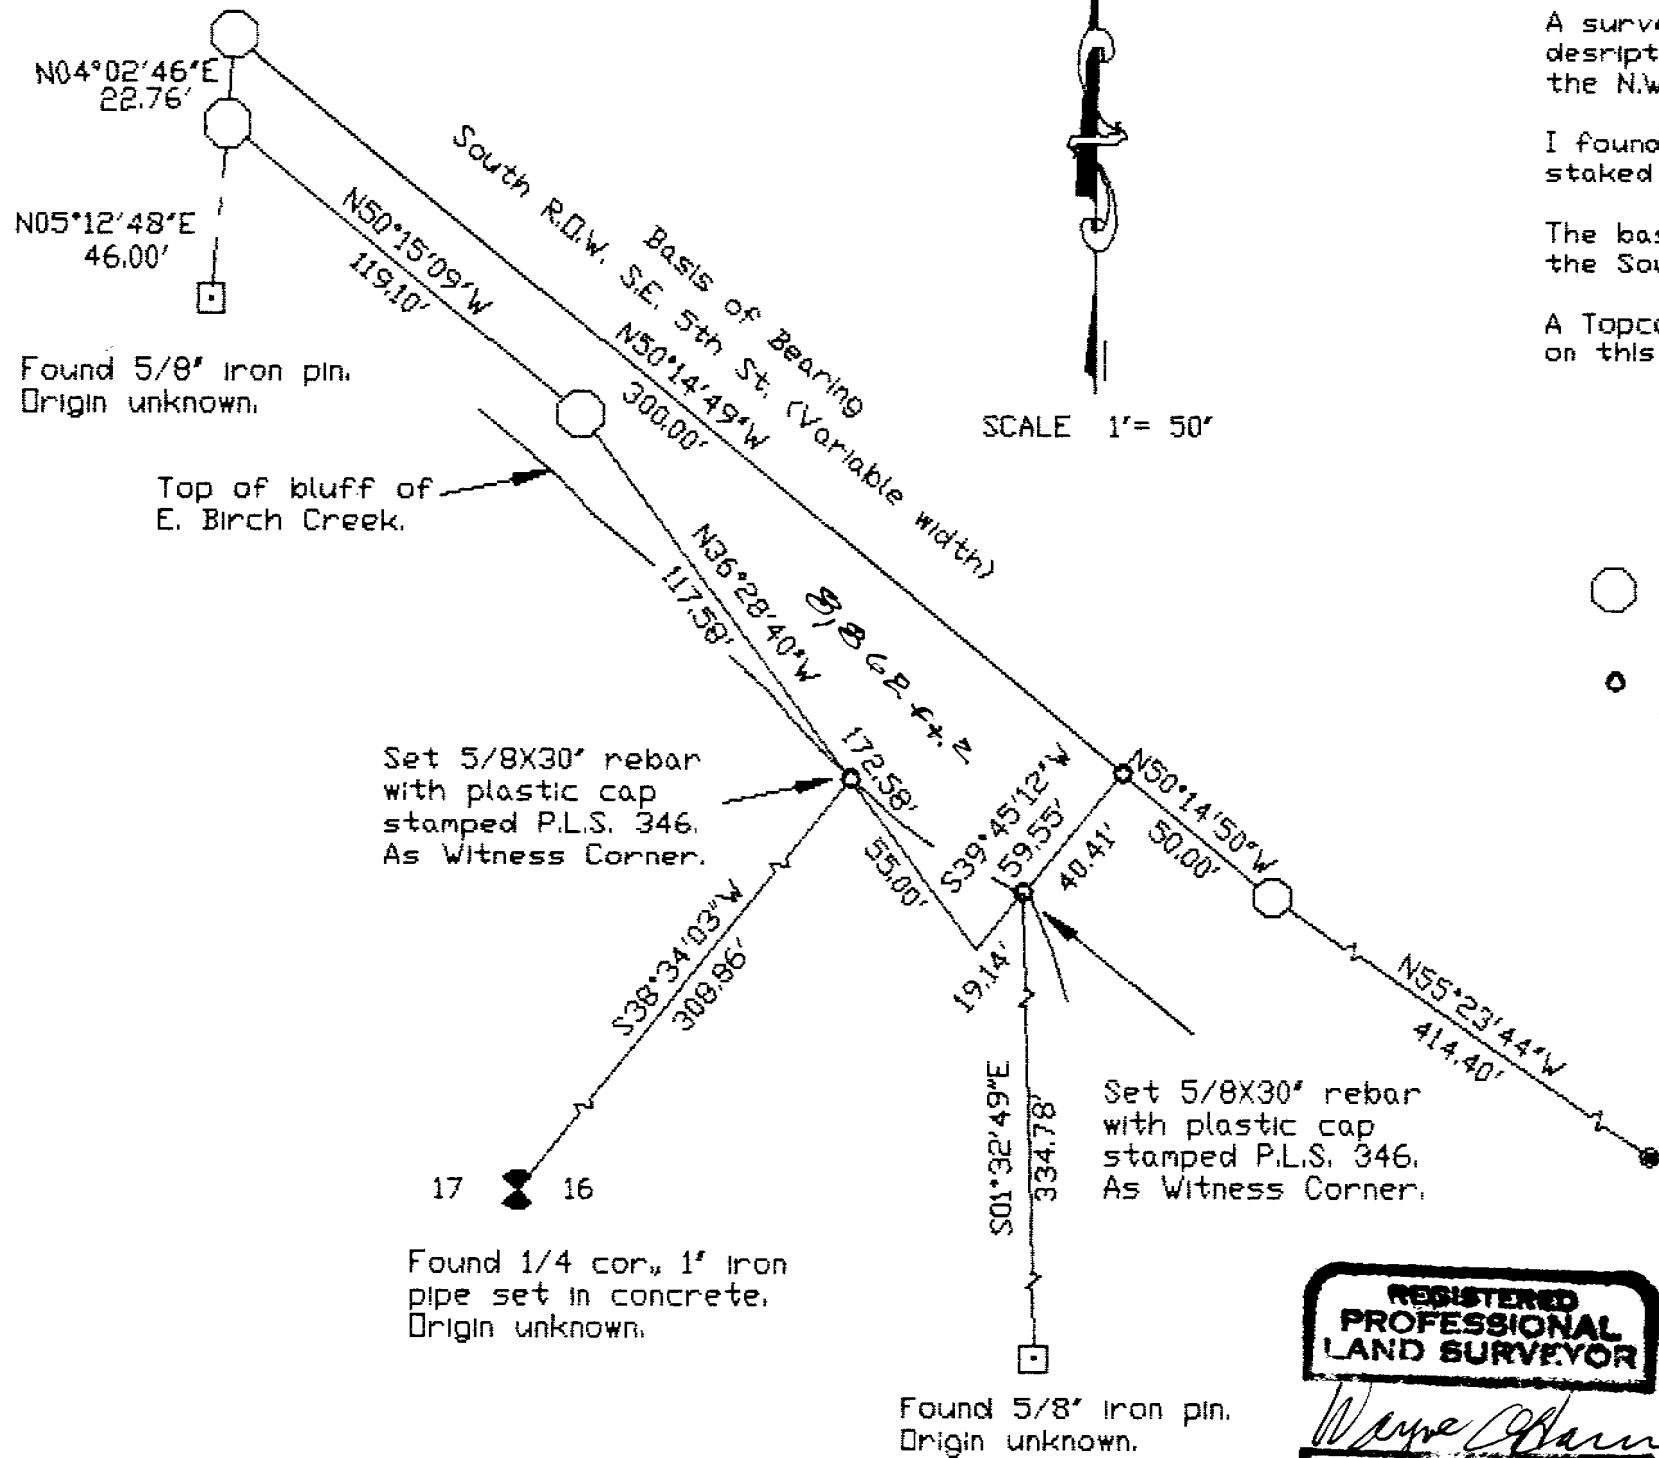 N04°02'46"E
22.76'
N05°12'48"E
46.00'
Found 5/8" iron pin.
Origin unknown.
Top of bluff of
E. Birch Creek.
N50°15'09"W
119.10'
South R.O.W. S.E. 5th St. (Variable width)
Basis of Bearing
N50°14'49"W
300.00'
SCALE 1"= 50'
A surve
desript
the N.W
I found
staked
The bas
the Sou
A Topco
on this
N36°28'40"W
117.58'
8,862 ft.2
172.58'
55.00'
S39°45'12"W
59.55'
40.41'
19.14'
N50°14'50"W
50.00'
N55°23'44"W
414.40'
Set 5/8X30" rebar
with plastic cap
stamped P.L.S. 346.
As Witness Corner.
S38°34'03"W
308.86'
17 16
Found 1/4 cor., 1" iron
pipe set in concrete.
Origin unknown.
S01°32'49"E
334.78'
Set 5/8X30" rebar
with plastic cap
stamped P.L.S. 346.
As Witness Corner.
Found 5/8" iron pin.
Origin unknown.
REGISTERED
PROFESSIONAL
LAND SURVEYOR
Wayne